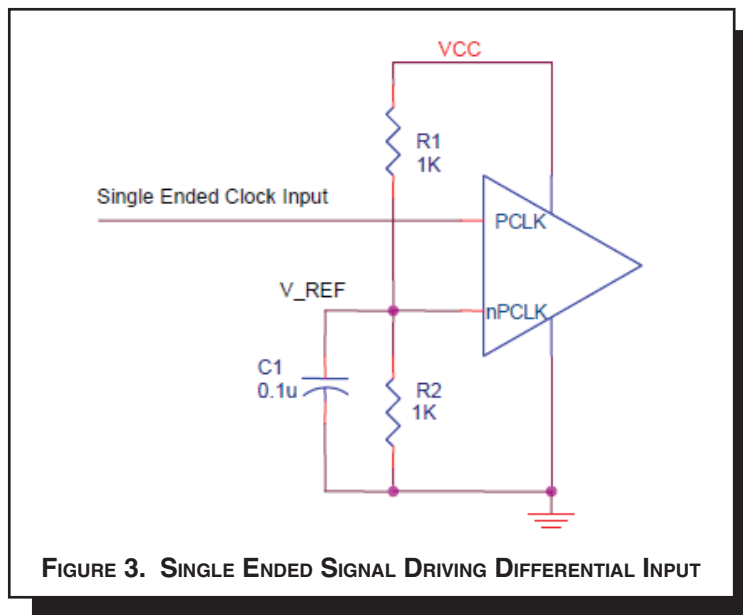 VCC
R1
1K
Single Ended Clock Input
PCLK
V_REF
nPCLK
C1
0.1u
R2
1K
FIGURE 3. SINGLE ENDED SIGNAL DRIVING DIFFERENTIAL INPUT